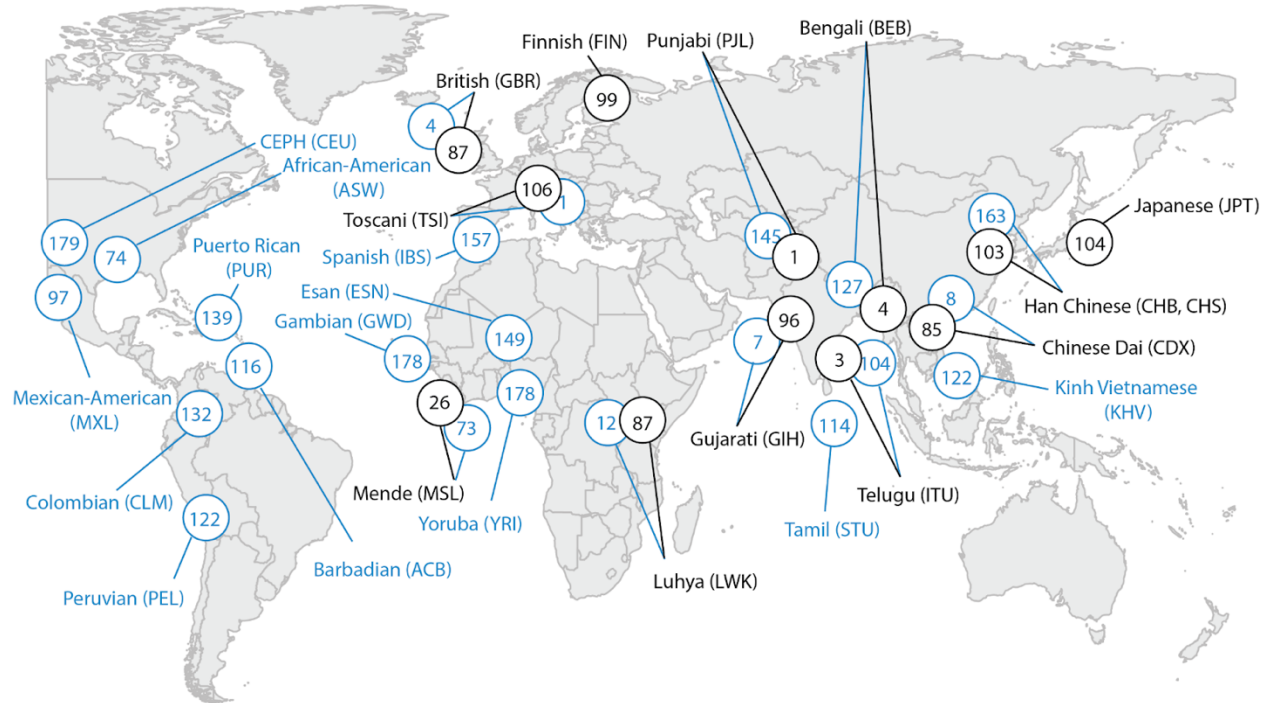 Bengali (BEB)
Finnish (FIN)
Punjabi (PJL)
British (GBR)
99
4
87
CEPH (CEU)
African-American
(ASW)
106
1
Toscani (TSI)
163
Japanese (JPT)
179
74
Puerto Rican
(PUR)
157
Spanish (IBS)
145
1
103
104
97
139
Esan (ESN)
Gambian (GWD)
127
4
8
Han Chinese (CHB, CHS)
96
85
149
7
Chinese Dai (CDX)
178
3
104
116
122
Kinh Vietnamese
(KHV)
Mexican-American
(MXL)
132
26
73
178
12
87
114
Gujarati (GIH)
Colombian (CLM)
Mende (MSL)
Telugu (ITU)
122
Yoruba (YRI)
Tamil (STU)
Barbadian (ACB)
Luhya (LWK)
Peruvian (PEL)